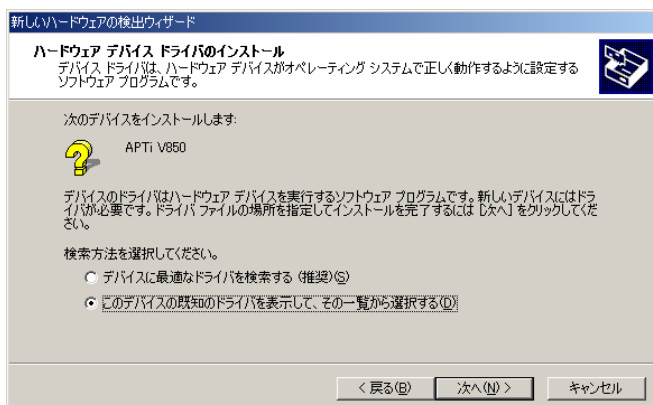 新しいハードウェアの検出ウィザード
ハードウェア デバイス ドライバのインストール
デバイス ドライバは、ハードウェア デバイスがオペレーティング システムで正しく動作するように設定する
ソフトウェア プログラムです。
次のデバイスをインストールします:
APTi V850
デバイスのドライバはハードウェア デバイスを実行するソフトウェア プログラムです。新しいデバイスにはドラ
イバが必要です。ドライバ ファイルの場所を指定してインストールを完了するには [次へ] をクリックしてくだ
さい。
検索方法を選択してください。
デバイスに最適なドライバを検索する (推奨)(S)
このデバイスの既知のドライバを表示して、その一覧から選択する(D)
< 戻る(B) 次へ(N) > キャンセル